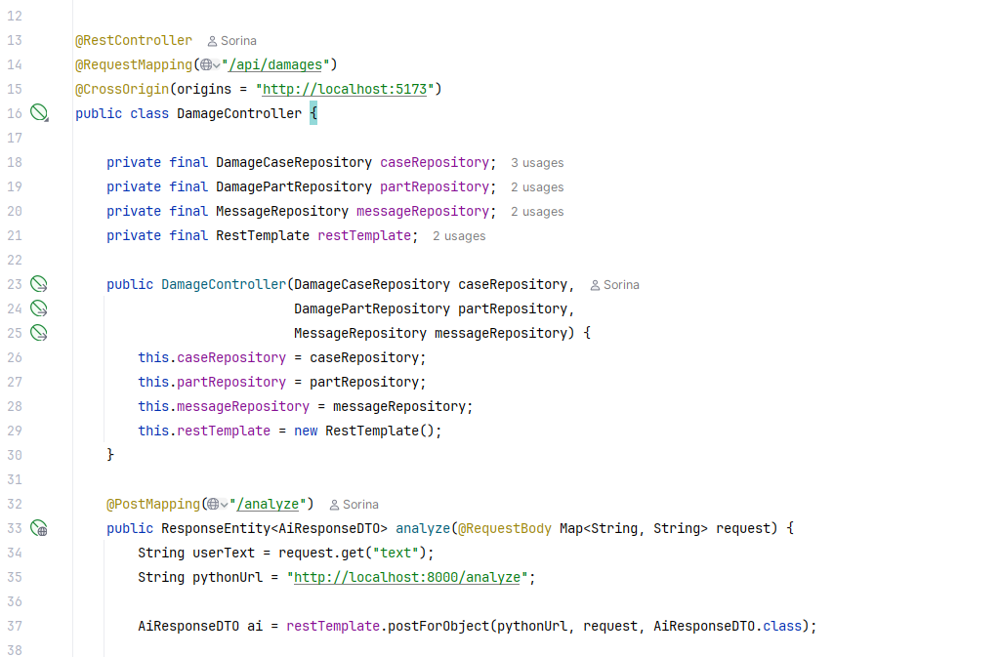 12
13 @RestController Sorina
14 @RequestMapping("/api/damages")
15 @CrossOrigin(origins = "http://localhost:5173")
16 public class DamageController {
17
18 private final DamageCaseRepository caseRepository; 3 usages
19 private final DamagePartRepository partRepository; 2 usages
20 private final MessageRepository messageRepository; 2 usages
21 private final RestTemplate restTemplate; 2 usages
22
23 public DamageController(DamageCaseRepository caseRepository, Sorina
24 DamagePartRepository partRepository,
25 MessageRepository messageRepository) {
26 this.caseRepository = caseRepository;
27 this.partRepository = partRepository;
28 this.messageRepository = messageRepository;
29 this.restTemplate = new RestTemplate();
30 }
31
32 @PostMapping("/analyze") Sorina
33 public ResponseEntity<AiResponseDTO> analyze(@RequestBody Map<String, String> request) {
34 String userText = request.get("text");
35 String pythonUrl = "http://localhost:8000/analyze";
36
37 AiResponseDTO ai = restTemplate.postForObject(pythonUrl, request, AiResponseDTO.class);
38